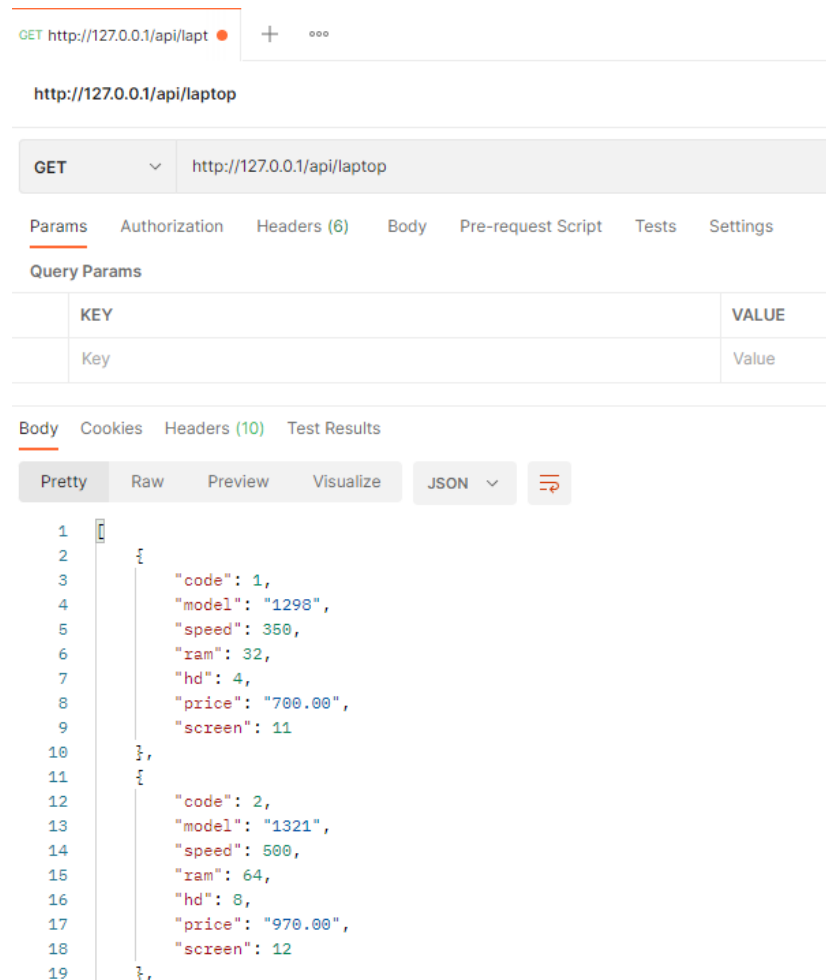 GET http://127.0.0.1/api/lapt
http://127.0.0.1/api/laptop
GET http://127.0.0.1/api/laptop
Params Authorization Headers (6) Body Pre-request Script Tests Settings
Query Params
KEY VALUE
Key Value
Body Cookies Headers (10) Test Results
Pretty Raw Preview Visualize JSON
1 [
2 {
3 "code": 1,
4 "model": "1298",
5 "speed": 350,
6 "ram": 32,
7 "hd": 4,
8 "price": "700.00",
9 "screen": 11
10 },
11 {
12 "code": 2,
13 "model": "1321",
14 "speed": 500,
15 "ram": 64,
16 "hd": 8,
17 "price": "970.00",
18 "screen": 12
19 },